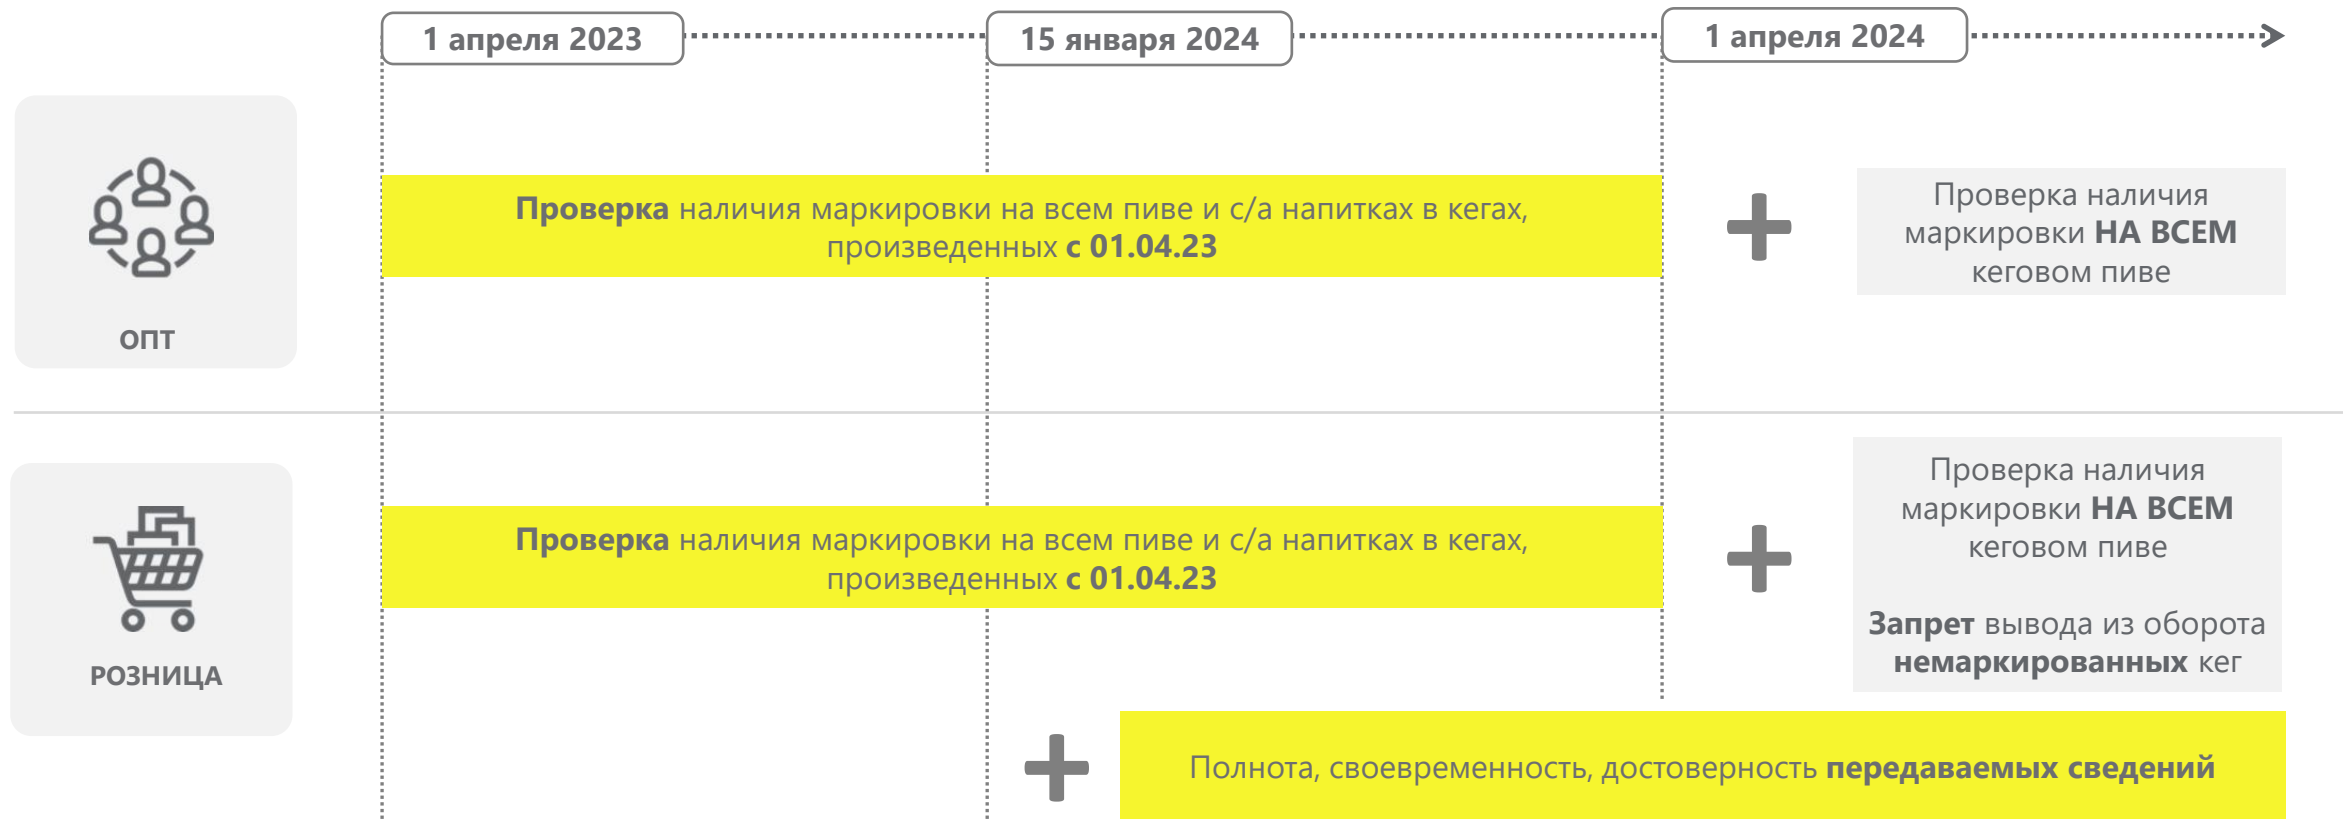 1 апреля 2023
15 января 2024
1 апреля 2024
ОПТ
Проверка наличия маркировки на всем пиве и с/а напитках в кегах,
произведенных с 01.04.23
Проверка наличия
маркировки НА ВСЕМ
кеговом пиве
РОЗНИЦА
Проверка наличия маркировки на всем пиве и с/а напитках в кегах,
произведенных с 01.04.23
Проверка наличия
маркировки НА ВСЕМ
кеговом пиве
Запрет вывода из оборота
немаркированных кег
Полнота, своевременность, достоверность передаваемых сведений